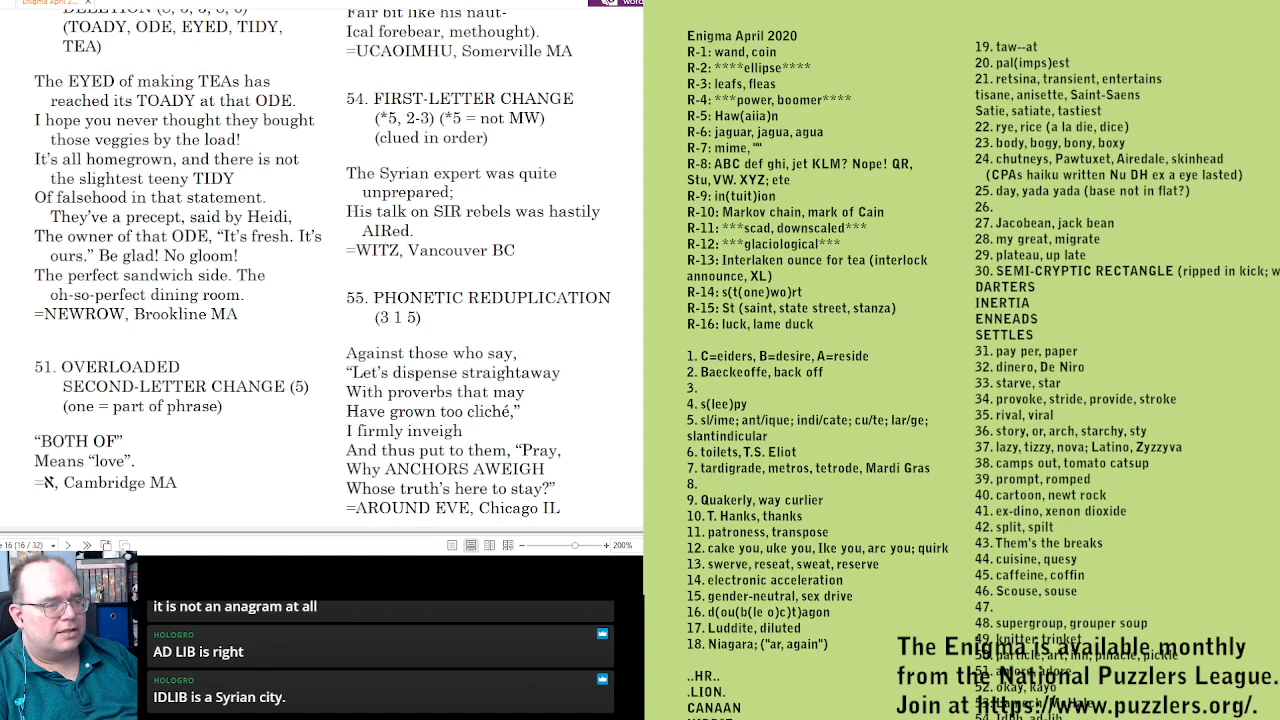 Enigma April 2...
(TOADY, ODE, EYED, TIDY,
TEA)
The EYED of making TEAs has
reached its TOADY at that ODE.
I hope you never thought they bought
those veggies by the load!
It's all homegrown, and there is not
the slightest teeny TIDY
Of falsehood in that statement.
They've a precept, said by Heidi,
The owner of that ODE, “It's fresh. It's
ours.” Be glad! No gloom!
The perfect sandwich side. The
oh-so-perfect dining room.
=NEWROW, Brookline MA
51. OVERLOADED
SECOND-LETTER CHANGE (5)
(one = part of phrase)
“BOTH OF”
Means “love”.
=ℵ, Cambridge MA
Fair bit like his naut-
Ical forebear, methought).
=UCAOIMHU, Somerville MA
54. FIRST-LETTER CHANGE
(*5, 2-3) (*5 = not MW)
(clued in order)
The Syrian expert was quite
unprepared;
His talk on SIR rebels was hastily
AIRed.
=WITZ, Vancouver BC
55. PHONETIC REDUPLICATION
(3 1 5)
Against those who say,
“Let's dispense straightaway
With proverbs that may
Have grown too cliché,”
I firmly inveigh
And thus put to them, “Pray,
Why ANCHORS AWEIGH
Whose truth's here to stay?”
=AROUND EVE, Chicago IL
16 (16 / 32)
200%
it is not an anagram at all
HOLOGRO
AD LIB is right
HOLOGRO
IDLIB is a Syrian city.
Enigma April 2020
R-1: wand, coin
R-2: ****ellipse****
R-3: leafs, fleas
R-4: ***power, boomer****
R-5: Haw(aiia)n
R-6: jaguar, jagua, agua
R-7: mime, ""
R-8: ABC def ghi, jet KLM? Nope! QR,
Stu, VW. XYZ; ete
R-9: in(tuit)ion
R-10: Markov chain, mark of Cain
R-11: ***scad, downscaled***
R-12: ***glaciological***
R-13: Interlaken ounce for tea (interlock
announce, XL)
R-14: s(t(one)wo)rt
R-15: St (saint, state street, stanza)
R-16: luck, lame duck
1. C=eiders, B=desire, A=reside
2. Baeckeoffe, back off
3.
4. s(lee)py
5. sl/ime; ant/ique; indi/cate; cu/te; lar/ge;
slantindicular
6. toilets, T.S. Eliot
7. tardigrade, metros, tetrode, Mardi Gras
8.
9. Quakerly, way curlier
10. T. Hanks, thanks
11. patroness, transpose
12. cake you, uke you, Ike you, arc you; quirk
13. swerve, reseat, sweat, reserve
14. electronic acceleration
15. gender-neutral, sex drive
16. d(ou(b(le o)c)t)agon
17. Luddite, diluted
18. Niagara; ("ar, again")
..HR..
.LION.
CANAAN
19. taw--at
20. pal(imps)est
21. retsina, transient, entertains
tisane, anisette, Saint-Saens
Satie, satiate, tastiest
22. rye, rice (a la die, dice)
23. body, bogy, bony, boxy
24. chutneys, Pawtuxet, Airedale, skinhead
(CPAs haiku written Nu DH ex a eye lasted)
25. day, yada yada (base not in flat?)
26.
27. Jacobean, jack bean
28. my great, migrate
29. plateau, up late
30. SEMI-CRYPTIC RECTANGLE (ripped in kick; w
DARTERS
INERTIA
ENNEADS
SETTLES
31. pay per, paper
32. dinero, De Niro
33. starve, star
34. provoke, stride, provide, stroke
35. rival, viral
36. story, or, arch, starchy, sty
37. lazy, tizzy, nova; Latino, Zyzzyva
38. camps out, tomato catsup
39. prompt, romped
40. cartoon, newt rock
41. ex-dino, xenon dioxide
42. split, spilt
43. Them's the breaks
44. cuisine, quesy
45. caffeine, coffin
46. Scouse, souse
47.
48. supergroup, grouper soup
49. knitter trinket
50. particle, art, inn, pinacle, pickle
51. amore, adore
52. okay, kayo
54. Idlib, ad-lib
The Enigma is available monthly
from the National Puzzlers League.
Join at https://www.puzzlers.org/.